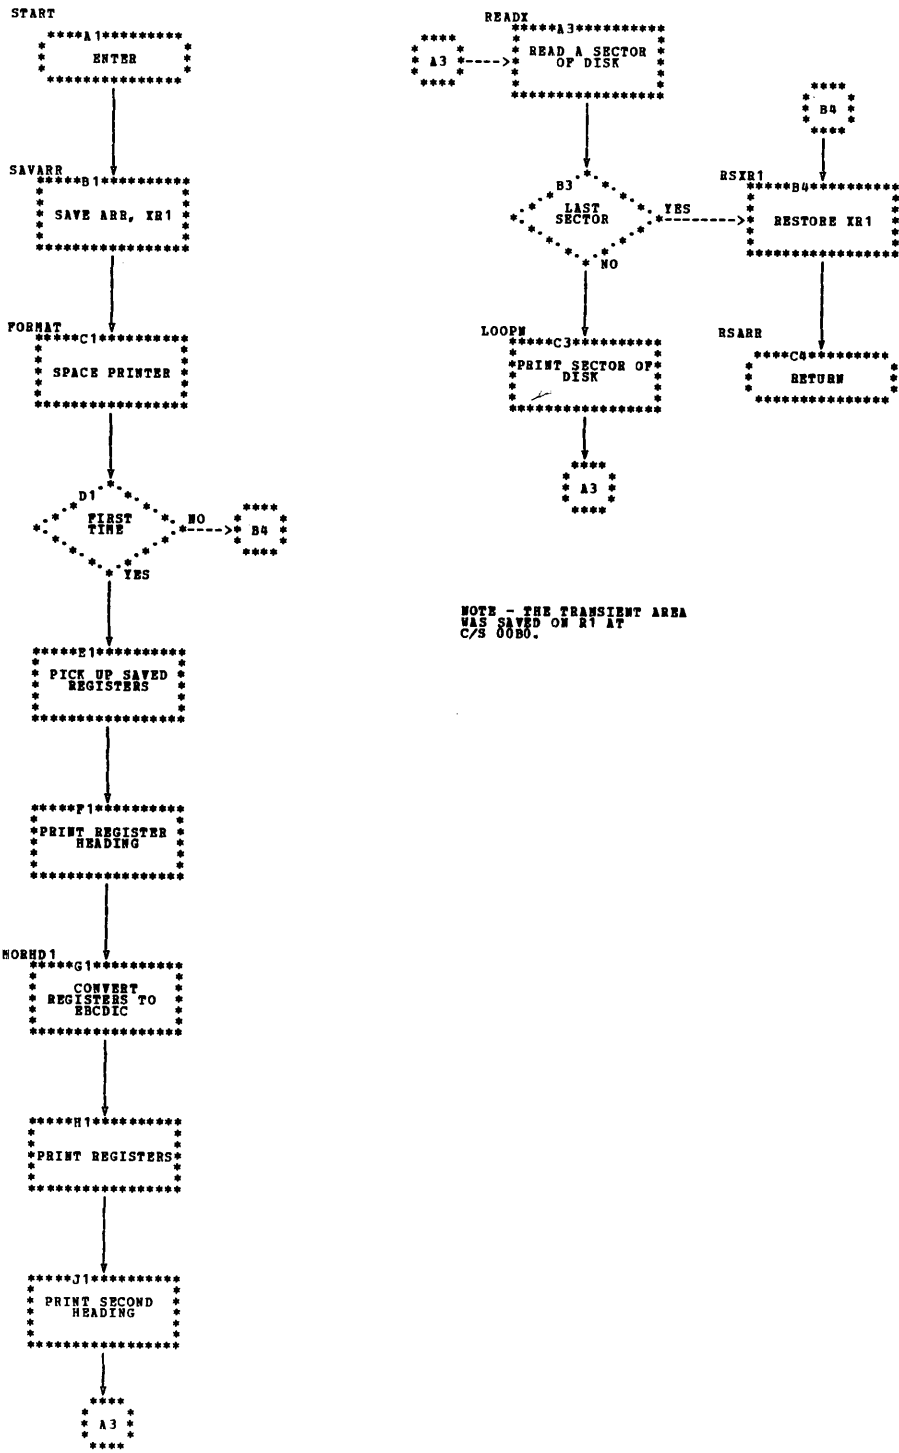 START
A1
ENTER
SAVARR
B1
SAVE ARR, XR1
FORMAT
C1
SPACE PRINTER
D1
FIRST
TIME
NO
B4
YES
E1
PICK UP SAVED
REGISTERS
F1
PRINT REGISTER
HEADING
MORHD1
G1
CONVERT
REGISTERS TO
EBCDIC
H1
PRINT REGISTERS
J1
PRINT SECOND
HEADING
A3
READX
A3
A3
READ A SECTOR
OF DISK
B3
LAST
SECTOR
YES
NO
LOOPN
C3
PRINT SECTOR OF
DISK
A3
B4
RSXR1
B4
RESTORE XR1
RSARR
C4
RETURN
NOTE - THE TRANSIENT AREA
WAS SAVED ON R1 AT
C/S 00B0.